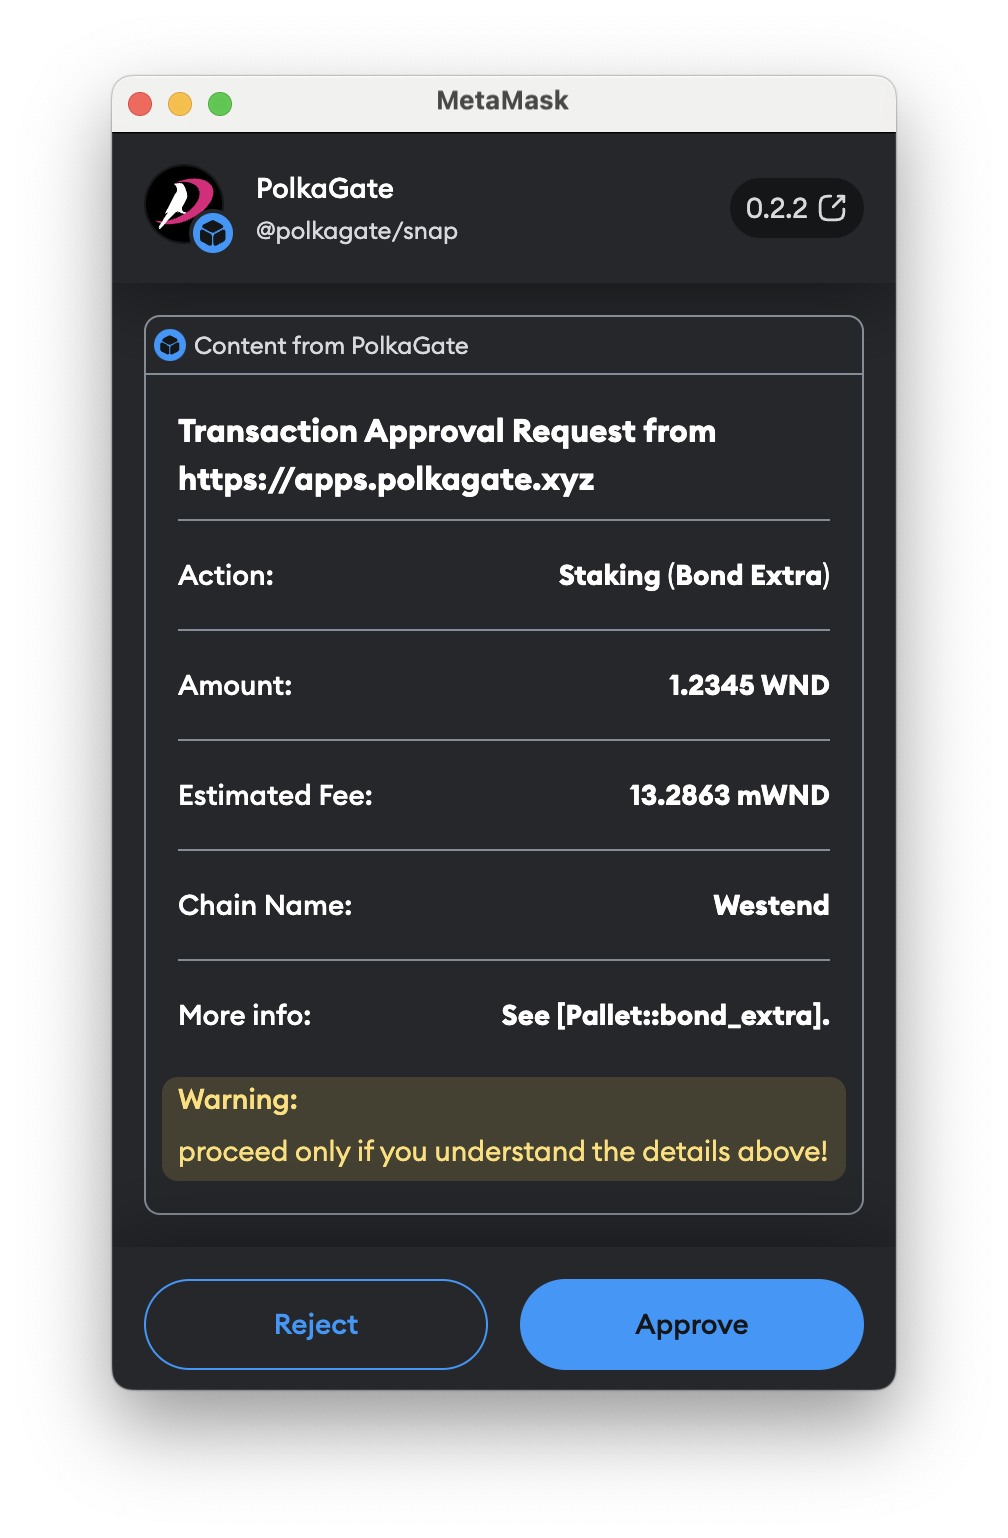 MetaMask
PolkaGate
@polkagate/snap
0.2.2
Content from PolkaGate
Transaction Approval Request from
https://apps.polkagate.xyz
Action: Staking (Bond Extra)
Amount: 1.2345 WND
Estimated Fee: 13.2863 mWND
Chain Name: Westend
More info: See [Pallet::bond_extra].
Warning:
proceed only if you understand the details above!
Reject Approve